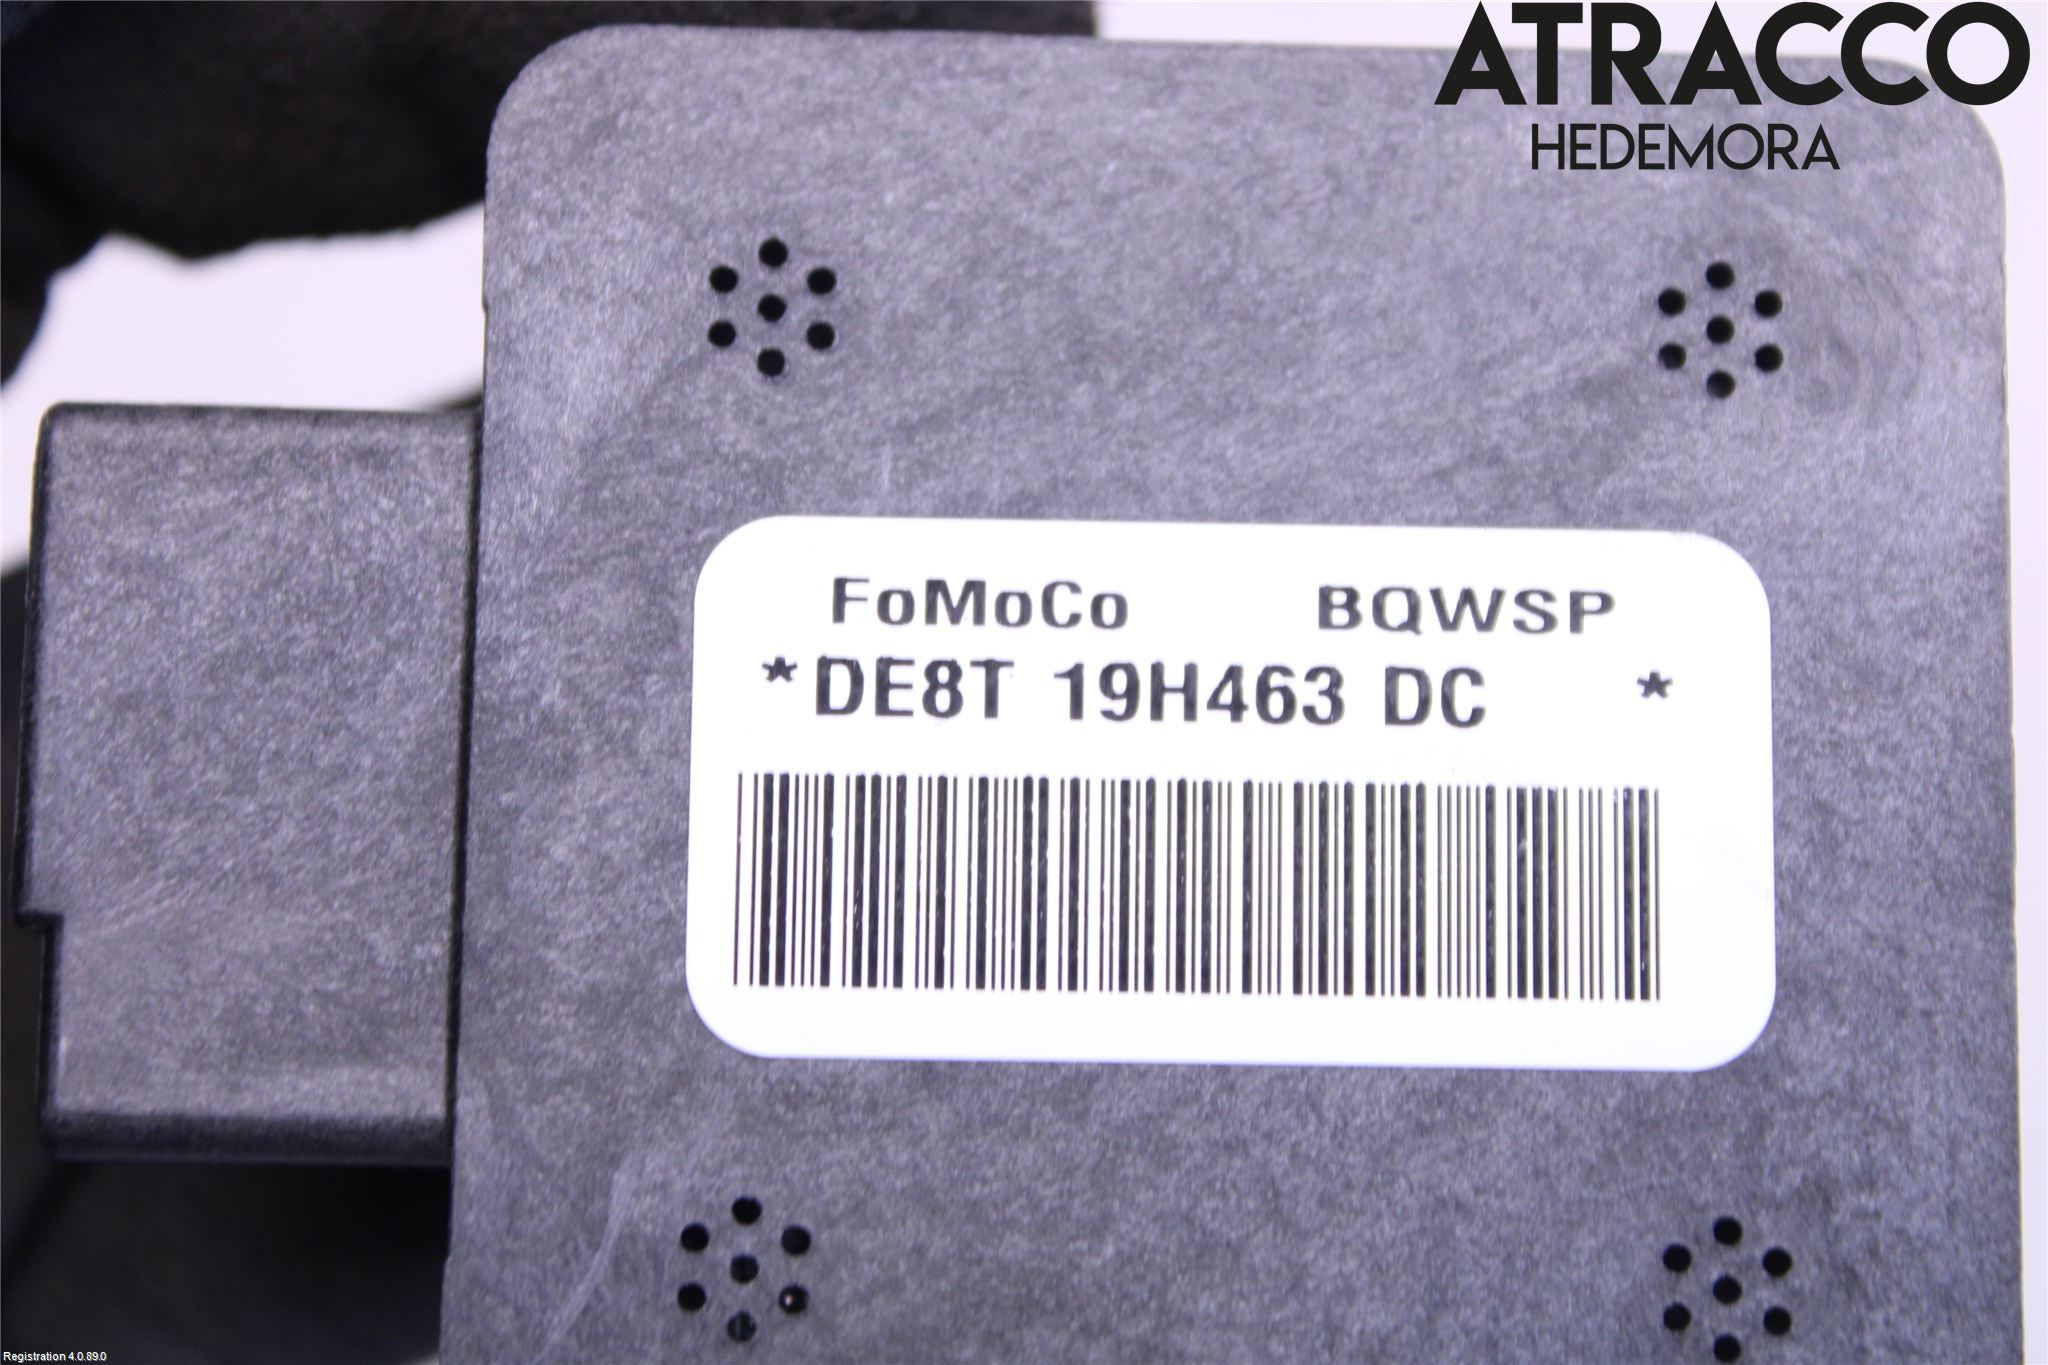 ATRACCO
HEDEMORA
FoMoCo BQWSP
*DE8T 19H463 DC *
Registration 4.0.89.0